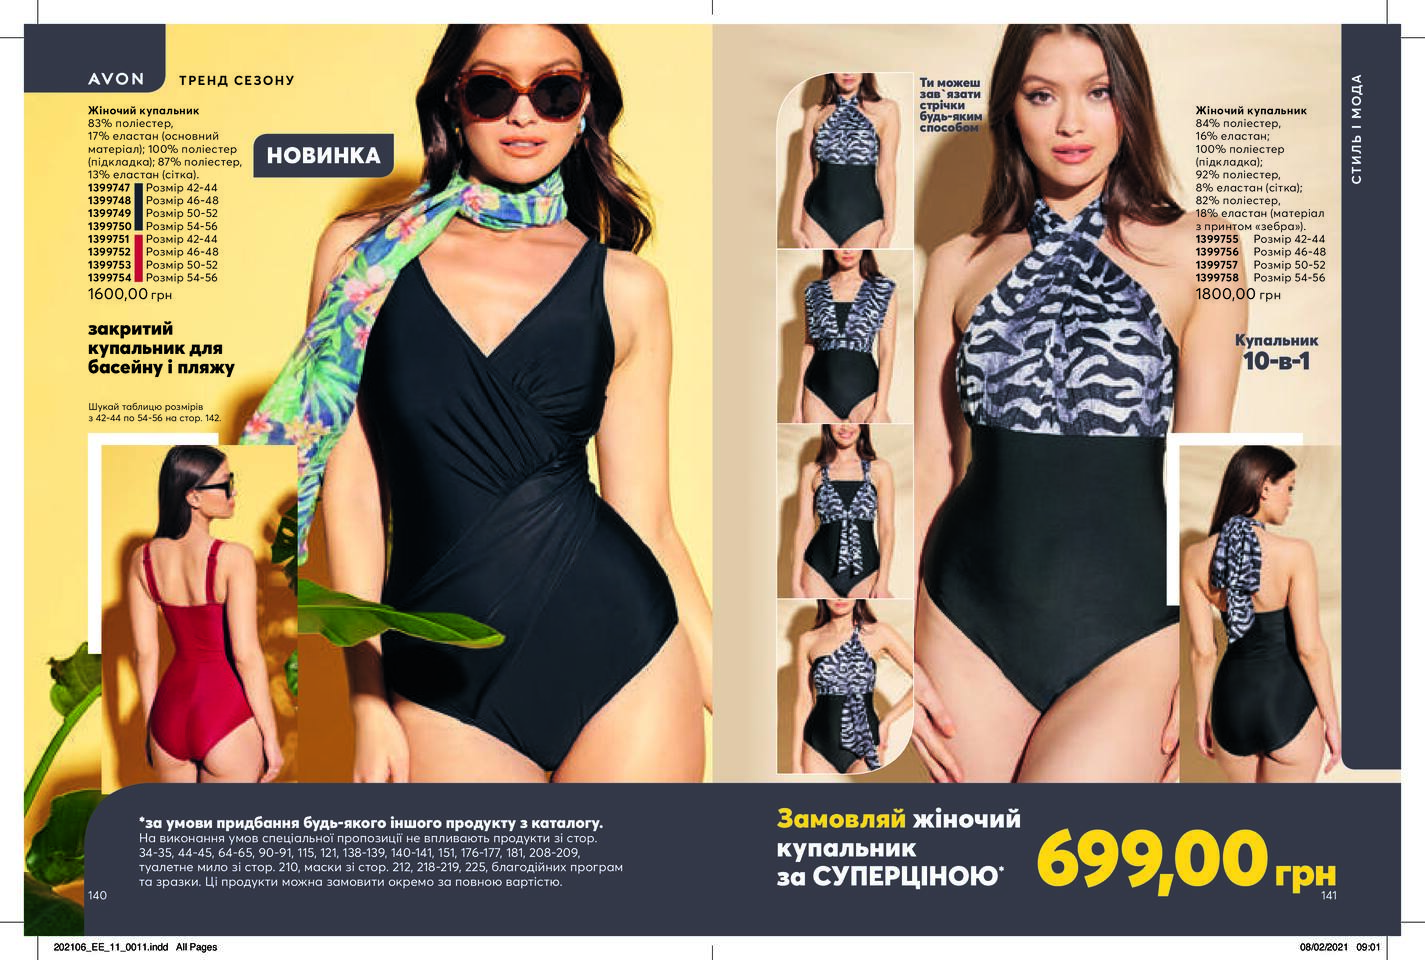 AVON
ТРЕНД СЕЗОНУ
Жіночий купальник
83% поліестер,
17% еластан (основний
матеріал); 100% поліестер
(підкладка); 87% поліестер,
13% еластан (сітка).
1399747 Розмір 42-44
1399748 Розмір 46-48
1399749 Розмір 50-52
1399750 Розмір 54-56
1399751 Розмір 42-44
1399752 Розмір 46-48
1399753 Розмір 50-52
1399754 Розмір 54-56
1600,00 грн
НОВИНКА
закритий
купальник для
басейну і пляжу
Шукай таблицю розмірів
з 42-44 по 54-56 на стор. 142.
Ти можеш
зав`язати
стрічки
будь-яким
способом
Жіночий купальник
84% поліестер,
16% еластан;
100% поліестер
(підкладка);
92% поліестер,
8% еластан (сітка);
82% поліестер,
18% еластан (матеріал
з принтом «зебра»).
1399755 Розмір 42-44
1399756 Розмір 46-48
1399757 Розмір 50-52
1399758 Розмір 54-56
1800,00 грн
Купальник
10-в-1
СТИЛЬ І МОДА
*за умови придбання будь-якого іншого продукту з каталогу.
На виконання умов спеціальної пропозиції не впливають продукти зі стор.
34-35, 44-45, 64-65, 90-91, 115, 121, 138-139, 140-141, 151, 176-177, 181, 208-209,
туалетне мило зі стор. 210, маски зі стор. 212, 218-219, 225, благодійних програм
та зразки. Ці продукти можна замовити окремо за повною вартістю.
140
Замовляй жіночий
купальник
за СУПЕРЦІНОЮ*
699,00 грн
141
202106_EE_11_0011.indd All Pages
08/02/2021 09:01